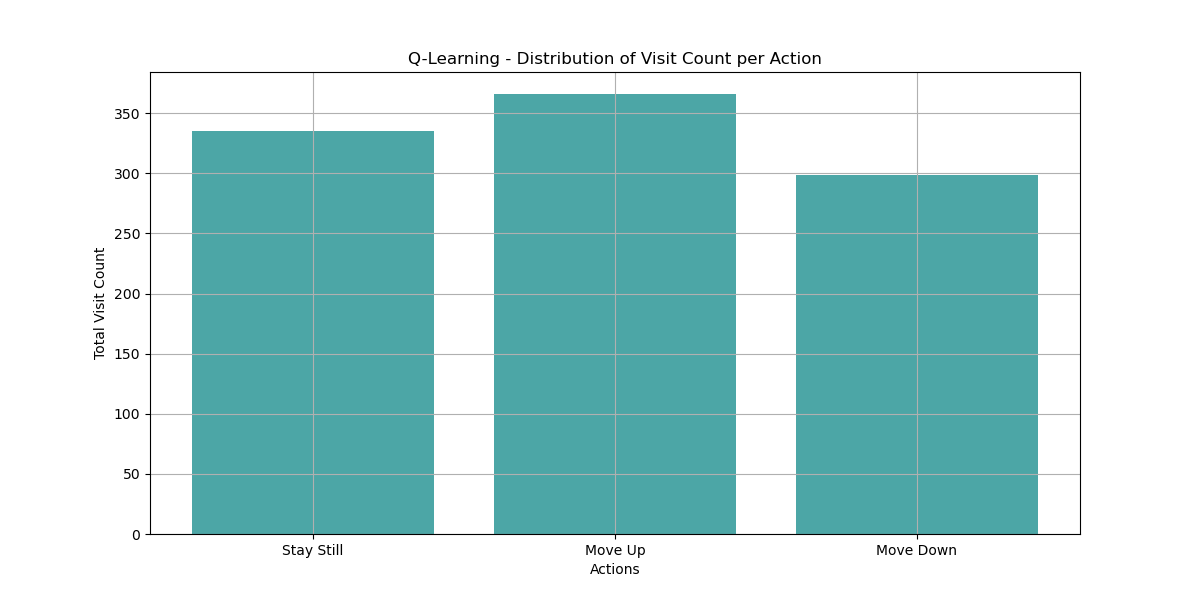 Q-Learning - Distribution of Visit Count per Action
Total Visit Count
350
300
250
200
150
100
50
0
Stay Still
Move Up
Move Down
Actions